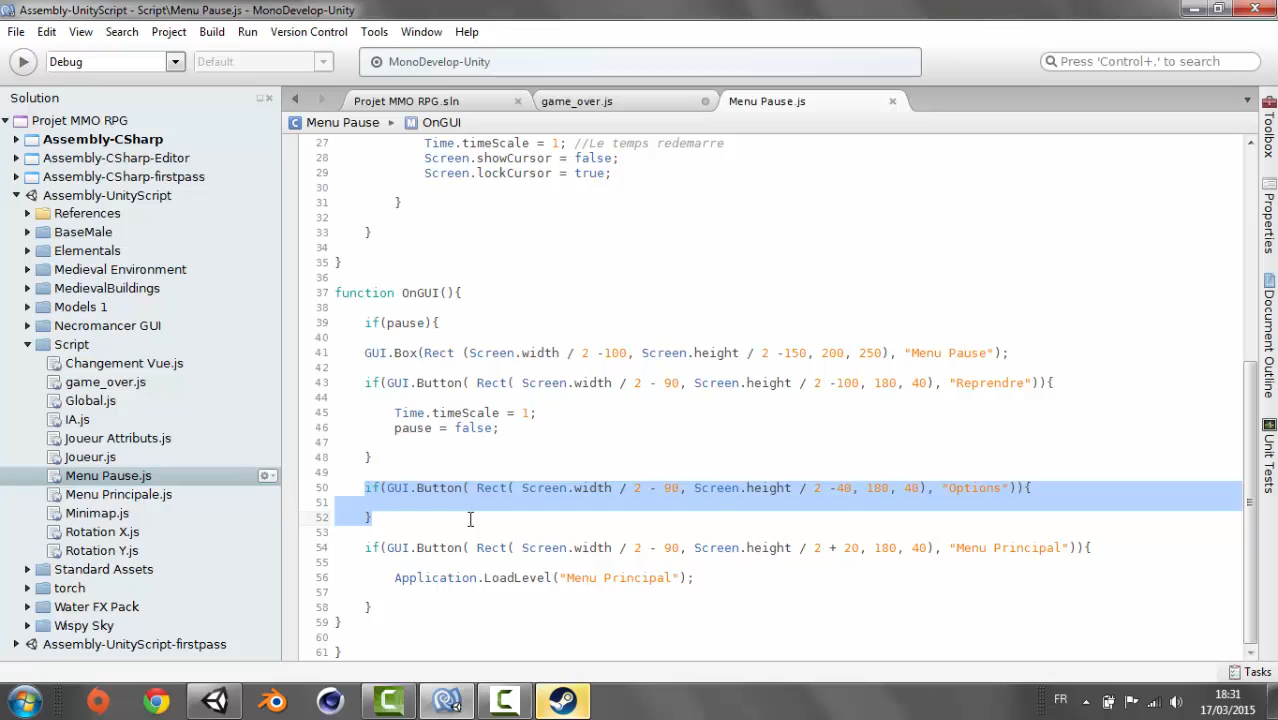 Assembly-UnityScript - Script\Menu Pause.js - MonoDevelop-Unity
File Edit View Search Project Build Run Version Control Tools Window Help
Debug Default MonoDevelop-Unity Press 'Control+.' to search
Solution
Projet MMO RPG.sln game_over.js Menu Pause.js
Menu Pause OnGUI
Projet MMO RPG
Assembly-CSharp
Assembly-CSharp-Editor
Assembly-CSharp-firstpass
Assembly-UnityScript
References
BaseMale
Elementals
Medieval Environment
MedievalBuildings
Models 1
Necromancer GUI
Script
Changement Vue.js
game_over.js
Global.js
IA.js
Joueur Attributs.js
Joueur.js
Menu Pause.js
Menu Principale.js
Minimap.js
Rotation X.js
Rotation Y.js
Standard Assets
torch
Water FX Pack
Wispy Sky
Assembly-UnityScript-firstpass
27 Time.timeScale = 1; //Le temps redemarre
28 Screen.showCursor = false;
29 Screen.lockCursor = true;
30
31 }
32
33 }
34
35 }
36
37 function OnGUI(){
38
39 if(pause){
40
41 GUI.Box(Rect (Screen.width / 2 -100, Screen.height / 2 -150, 200, 250), "Menu Pause");
42
43 if(GUI.Button( Rect( Screen.width / 2 - 90, Screen.height / 2 -100, 180, 40), "Reprendre")){
44
45 Time.timeScale = 1;
46 pause = false;
47
48 }
49
50 if(GUI.Button( Rect( Screen.width / 2 - 90, Screen.height / 2 -40, 180, 40), "Options")){
51
52 }
53
54 if(GUI.Button( Rect( Screen.width / 2 - 90, Screen.height / 2 + 20, 180, 40), "Menu Principal")){
55
56 Application.LoadLevel("Menu Principal");
57
58 }
59 }
60
61 }
Toolbox
Properties
Document Outline
Unit Tests
Tasks
FR
18:31
17/03/2015